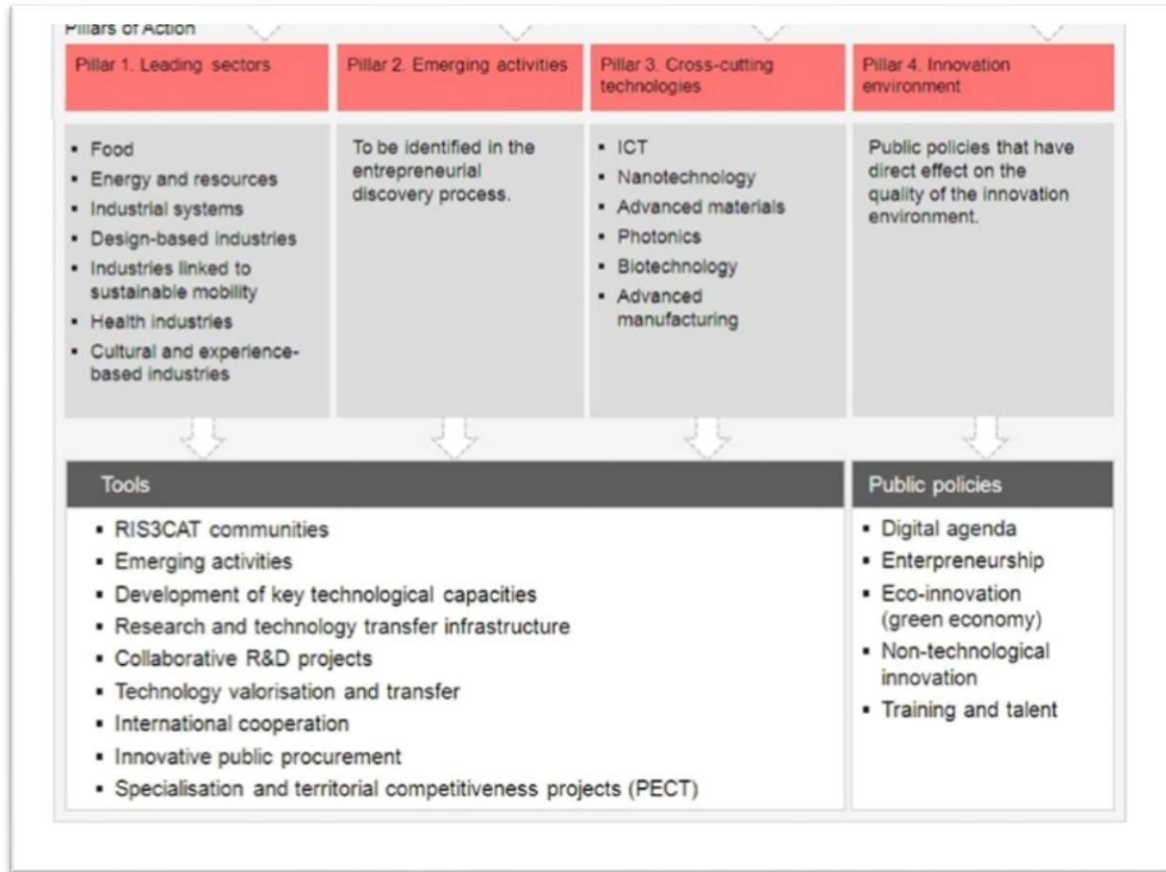 Pillars of Action
Pillar 1. Leading sectors
Pillar 2. Emerging activities
Pillar 3. Cross-cutting
technologies
Pillar 4. Innovation
environment
▪ Food
▪ Energy and resources
▪ Industrial systems
▪ Design-based industries
▪ Industries linked to
sustainable mobility
▪ Health industries
▪ Cultural and experience-
based industries
To be identified in the
entrepreneurial
discovery process.
▪ ICT
▪ Nanotechnology
▪ Advanced materials
▪ Photonics
▪ Biotechnology
▪ Advanced
manufacturing
Public policies that have
direct effect on the
quality of the innovation
environment.
Tools
▪ RIS3CAT communities
▪ Emerging activities
▪ Development of key technological capacities
▪ Research and technology transfer infrastructure
▪ Collaborative R&D projects
▪ Technology valorisation and transfer
▪ International cooperation
▪ Innovative public procurement
▪ Specialisation and territorial competitiveness projects (PECT)
Public policies
▪ Digital agenda
▪ Enterpreneurship
▪ Eco-innovation
(green economy)
▪ Non-technological
innovation
▪ Training and talent